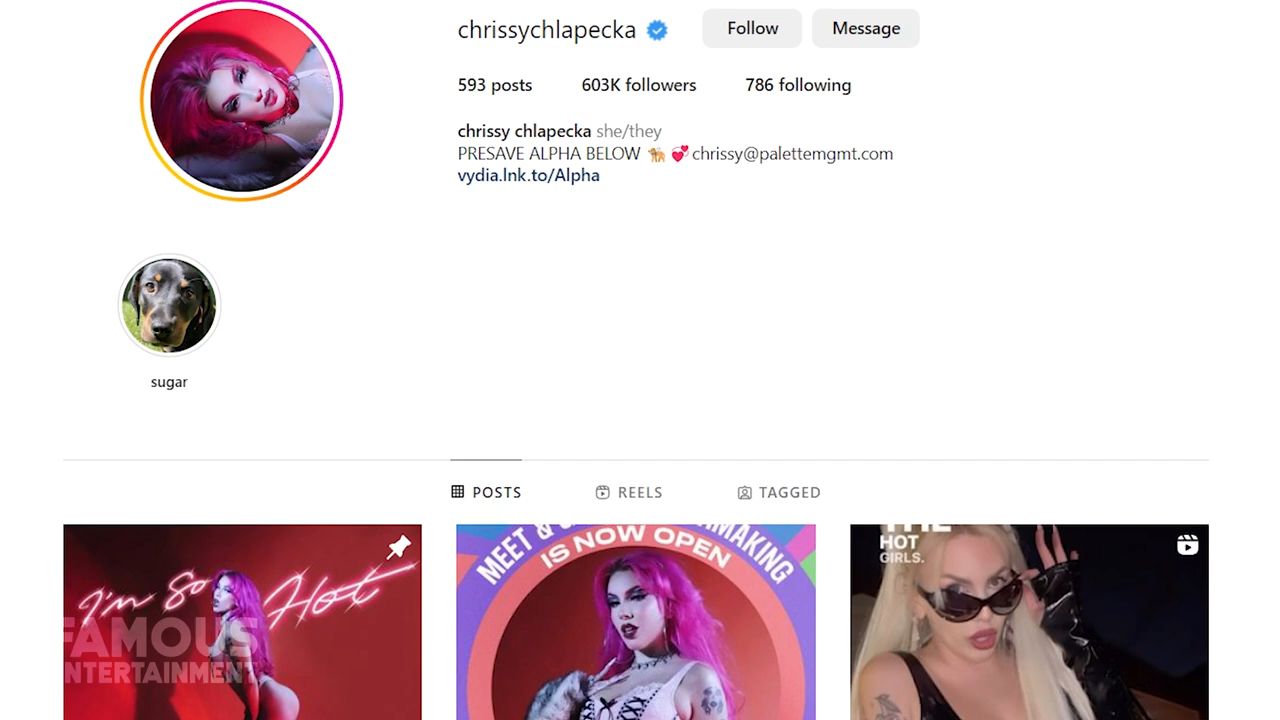 chrissychlapecka
Follow
Message
593 posts
603K followers
786 following
chrissy chlapecka she/they
PRESAVE ALPHA BELOW 🐕‍🦺 💞 chrissy@palettemgmt.com
vydia.lnk.to/Alpha
sugar
POSTS
REELS
TAGGED
I'm So Hot
FAMOUS
ENTERTAINMENT
MEET &
IS NOW OPEN
HOT
GIRLS.